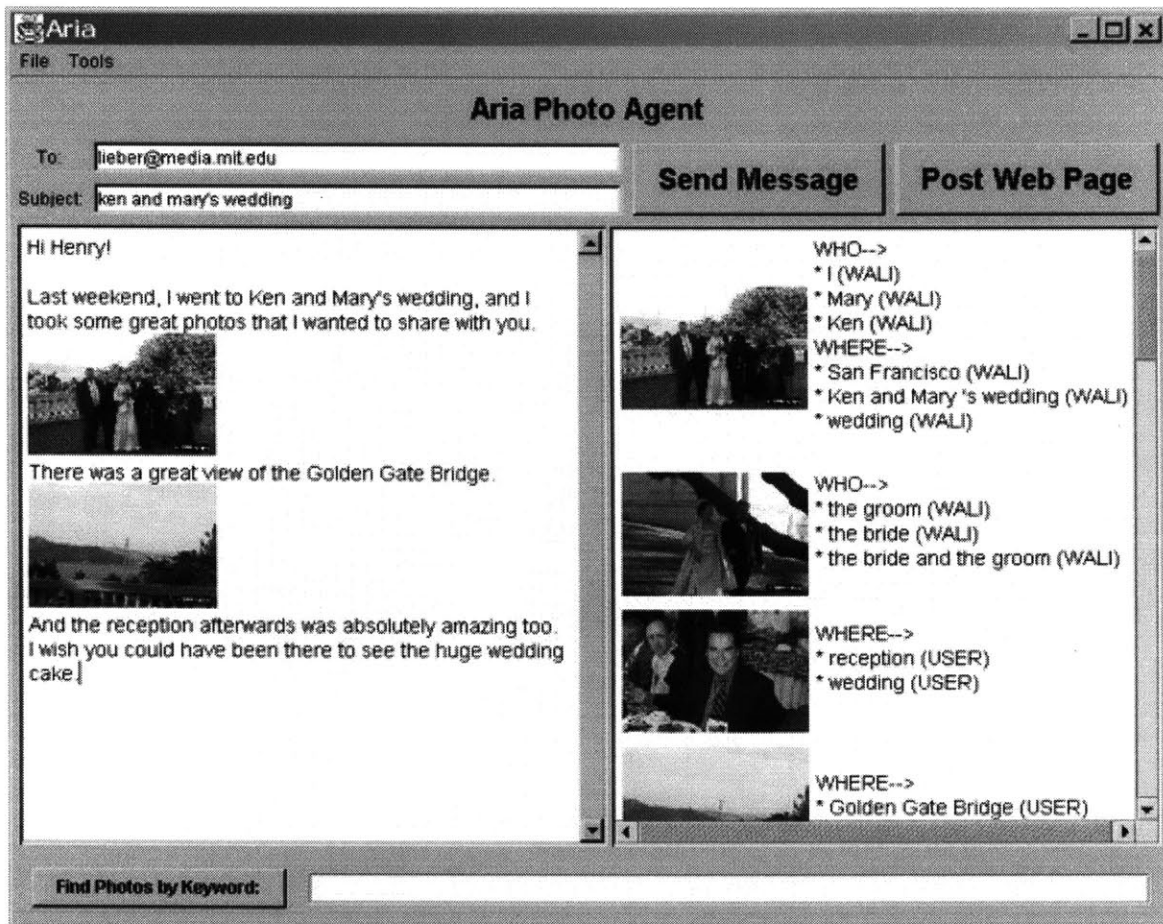 Aria
File Tools
Aria Photo Agent
To: lieber@media.mit.edu
Subject: ken and mary's wedding
Send Message
Post Web Page
Hi Henry!
Last weekend, I went to Ken and Mary's wedding, and I
took some great photos that I wanted to share with you.
There was a great view of the Golden Gate Bridge.
And the reception afterwards was absolutely amazing too.
I wish you could have been there to see the huge wedding
cake.
WHO-->
* I (WALI)
* Mary (WALI)
* Ken (WALI)
WHERE-->
* San Francisco (WALI)
* Ken and Mary 's wedding (WALI)
* wedding (WALI)
WHO-->
* the groom (WALI)
* the bride (WALI)
* the bride and the groom (WALI)
WHERE-->
* reception (USER)
* wedding (USER)
WHERE-->
* Golden Gate Bridge (USER)
Find Photos by Keyword: